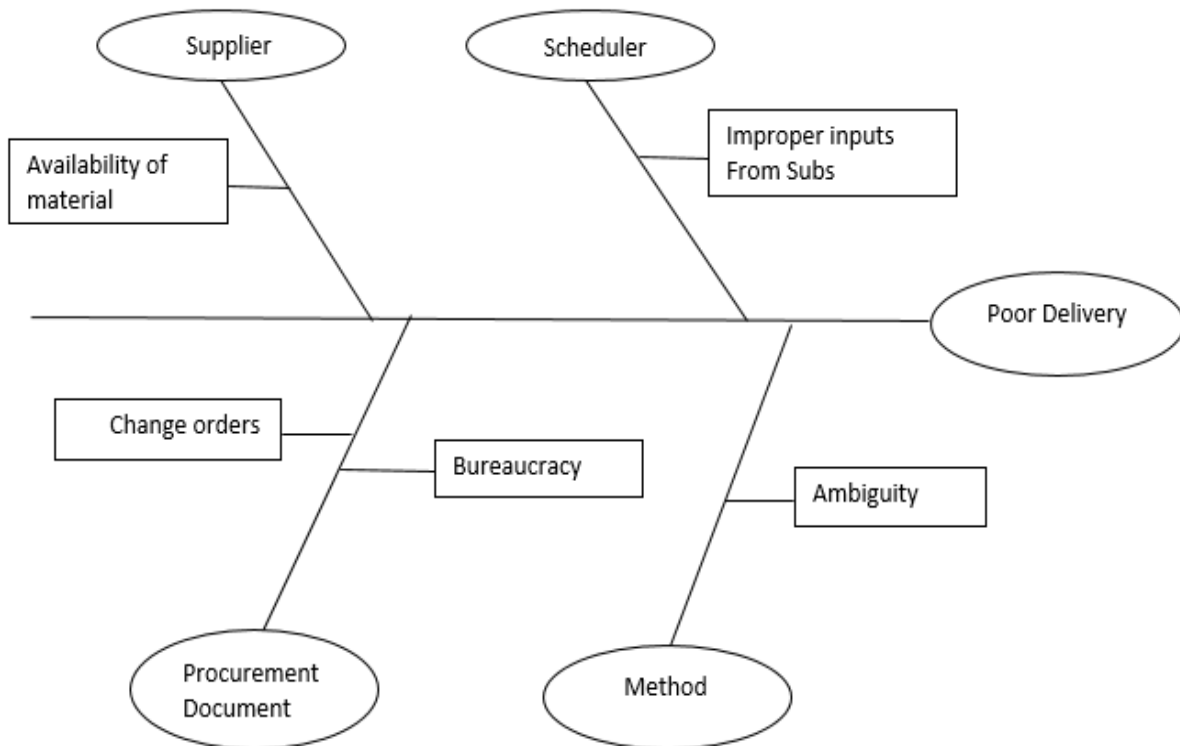 Supplier
Scheduler
Availability of
material
Improper inputs
From Subs
Poor Delivery
Change orders
Bureaucracy
Ambiguity
Procurement
Document
Method